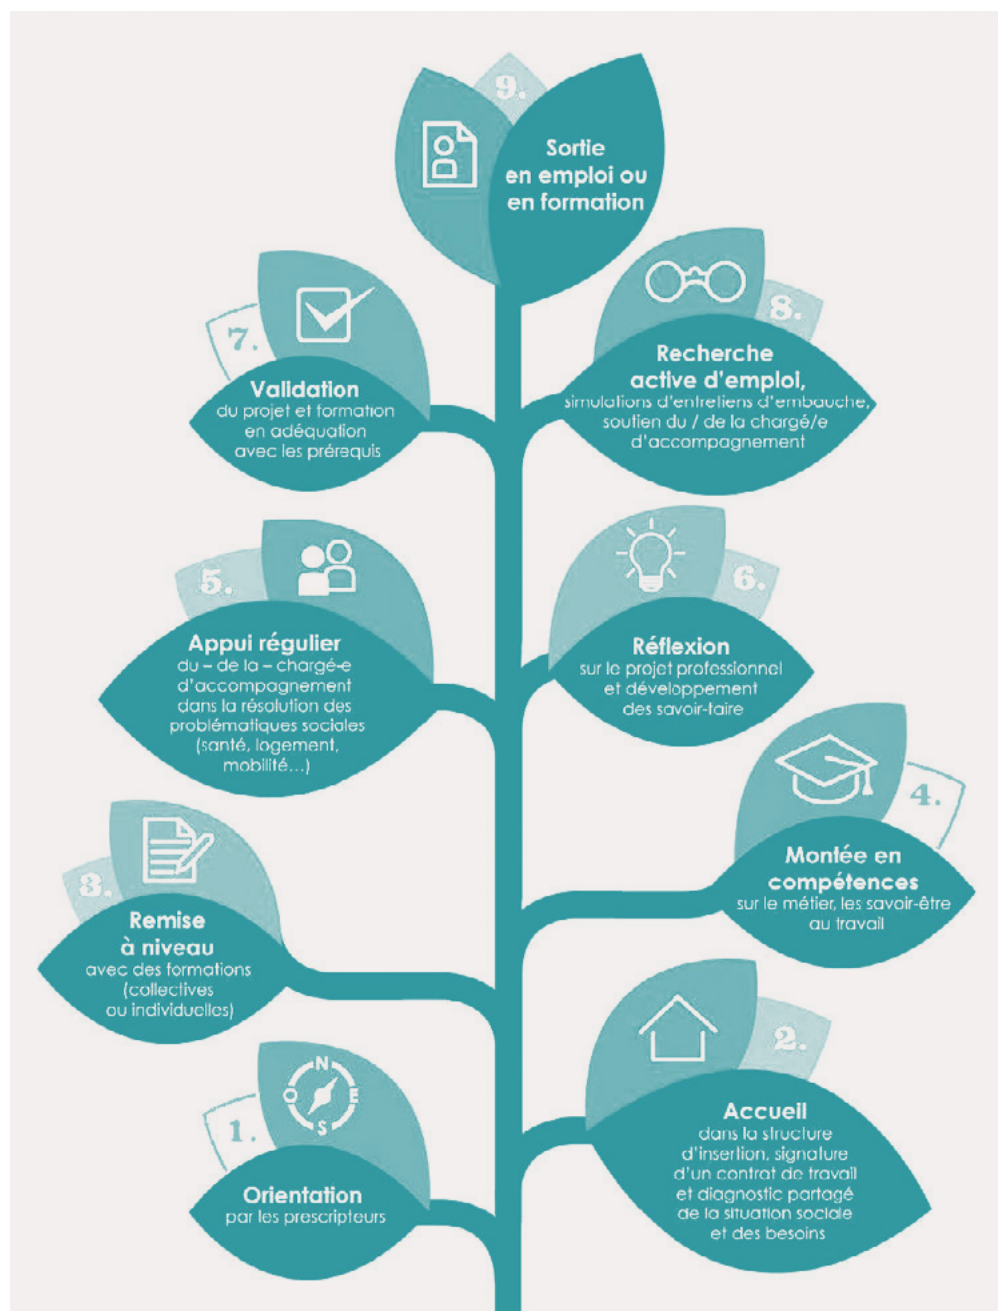 9.
Sortie
en emploi ou
en formation
8.
Recherche
active d'emploi,
simulations d'entretiens d'embauche,
soutien du / de la chargé/e
d'accompagnement
7.
Validation
du projet et formation
en adéquation
avec les prérequis
6.
Réflexion
sur le projet professionnel
et développement
des savoir-faire
5.
Appui régulier
du – de la – chargé-e
d'accompagnement
dans la résolution des
problématiques sociales
(santé, logement,
mobilité...)
4.
Montée en
compétences
sur le métier, les savoir-être
au travail
3.
Remise
à niveau
avec des formations
(collectives
ou individuelles)
2.
Accueil
dans la structure
d'insertion, signature
d'un contrat de travail
et diagnostic partagé
de la situation sociale
et des besoins
1.
N
O E
S
Orientation
par les prescripteurs